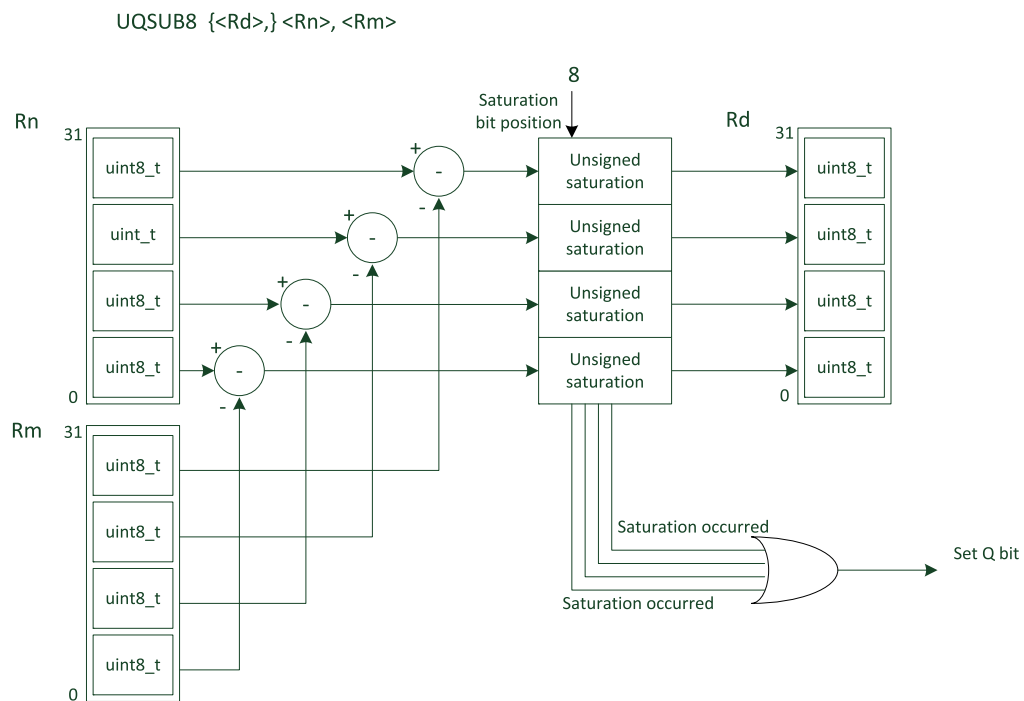 UQSUB8 {<Rd>,} <Rn>, <Rm>
8
Saturation
bit position
Rn
31
Rd
31
uint8_t
+
-
-
Unsigned
saturation
uint8_t
uint_t
+
-
-
Unsigned
saturation
uint8_t
uint8_t
+
-
-
Unsigned
saturation
uint8_t
uint8_t
+
-
-
Unsigned
saturation
uint8_t
0
0
Rm
31
uint8_t
uint8_t
uint8_t
uint8_t
0
Saturation occurred
Set Q bit
Saturation occurred